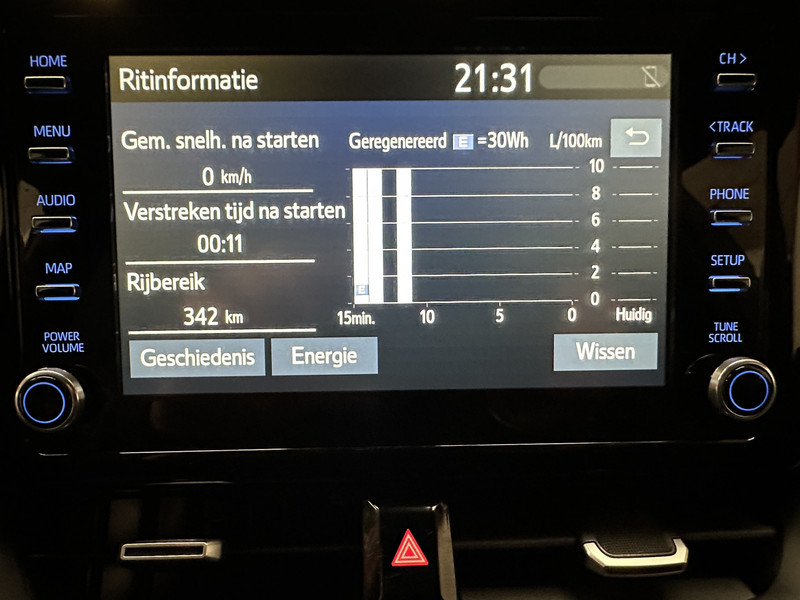 HOME
MENU
AUDIO
MAP
POWER
VOLUME
Ritinformatie 21:31
Gem. snelh. na starten
0 km/h
Verstreken tijd na starten
00:11
Rijbereik
342 km
Geregenereerd E =30Wh L/100km
10
8
6
4
2
0
E
15min. 10 5 0 Huidig
Geschiedenis Energie Wissen
CH >
< TRACK
PHONE
SETUP
TUNE
SCROLL